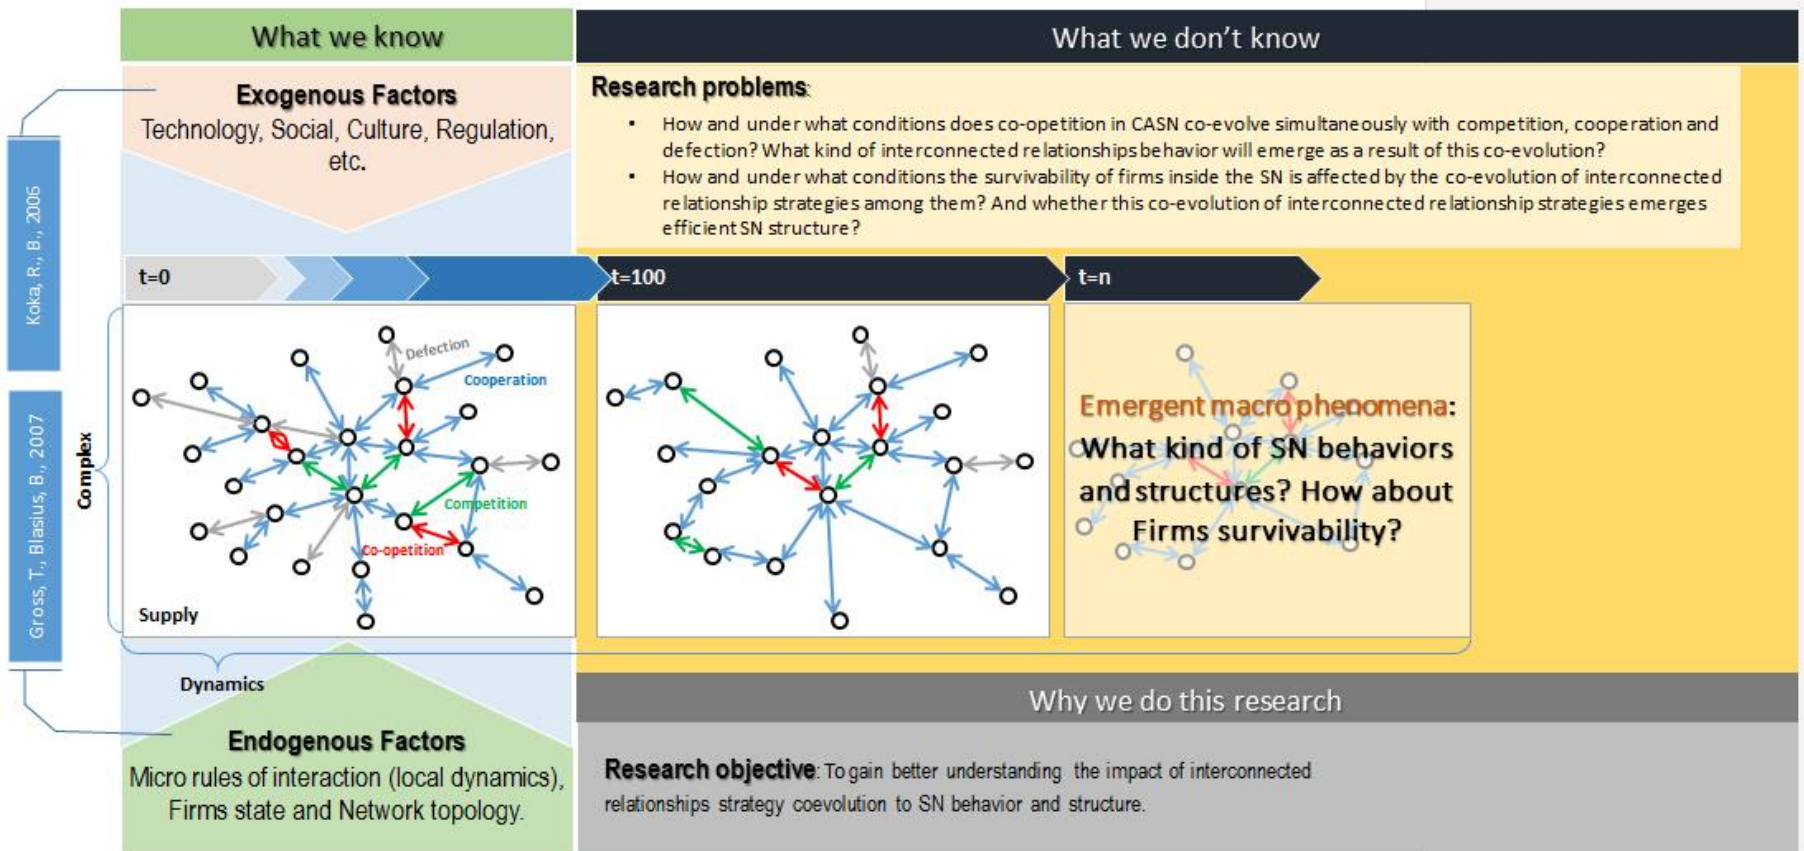 What we know
What we don't know
Exogenous Factors
Technology, Social, Culture, Regulation,
etc.
Research problems:
• How and under what conditions does co-opetition in CASN co-evolve simultaneously with competition, cooperation and
defection? What kind of interconnected relationships behavior will emerge as a result of this co-evolution?
• How and under what conditions the survivability of firms inside the SN is affected by the co-evolution of interconnected
relationship strategies among them? And whether this co-evolution of interconnected relationship strategies emerges
efficient SN structure?
Koka, R., B., 2006
Gross, T., Blasius, B., 2007
Complex
t=0
t=100
t=n
Defection
Cooperation
Competition
Co-opetition
Supply
Emergent macro phenomena:
What kind of SN behaviors
and structures? How about
Firms survivability?
Dynamics
Endogenous Factors
Micro rules of interaction (local dynamics),
Firms state and Network topology.
Why we do this research
Research objective: To gain better understanding the impact of interconnected
relationships strategy coevolution to SN behavior and structure.